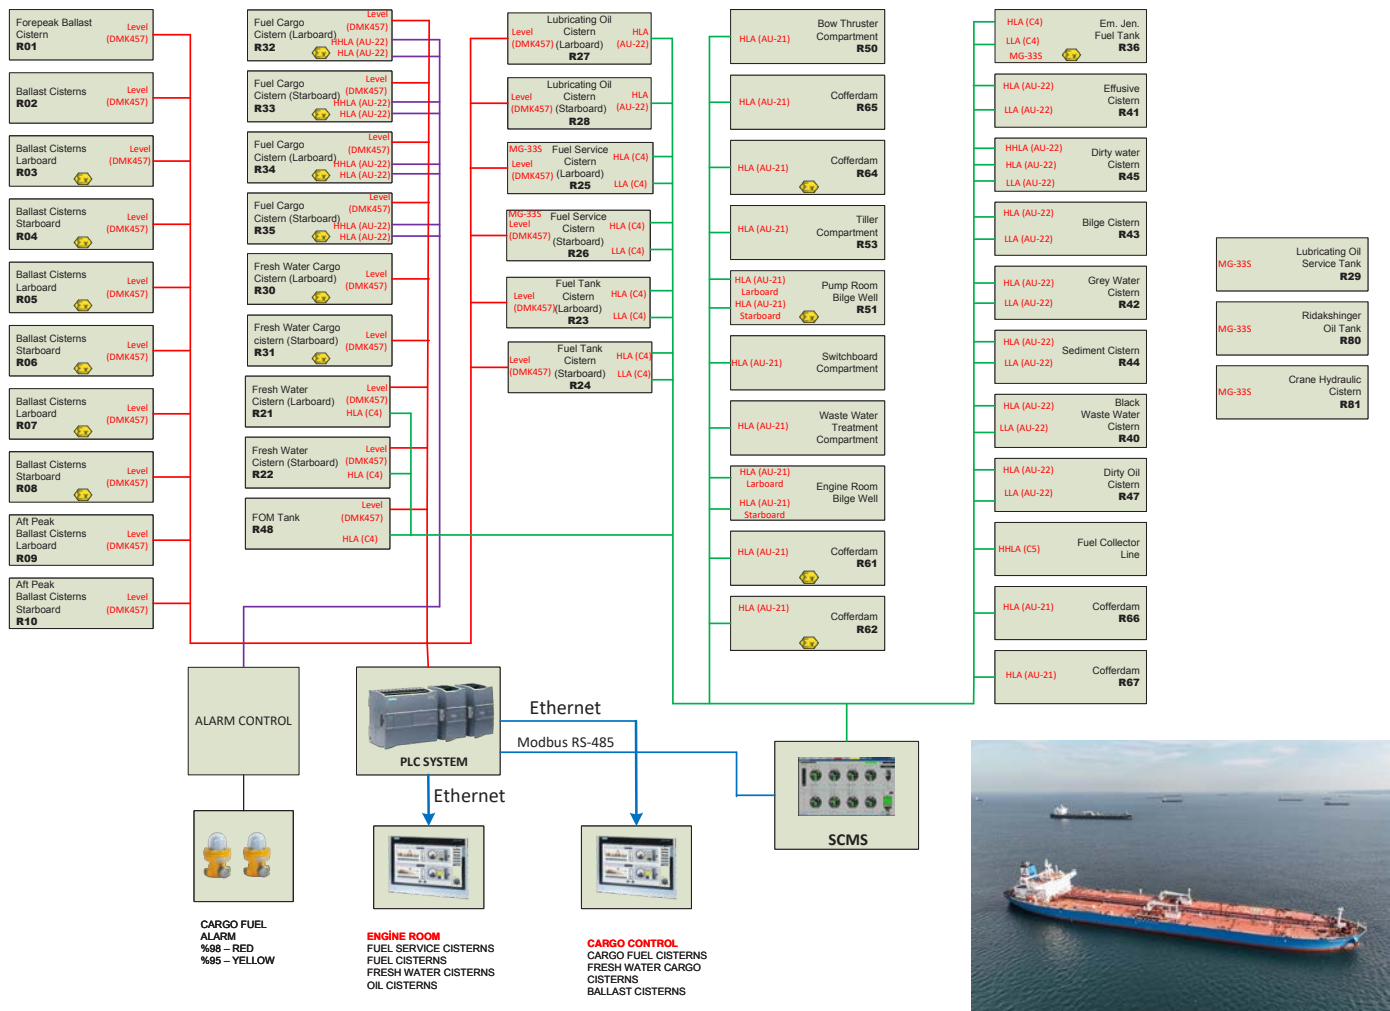 Forepeak Ballast
Cistern
R01
Level
(DMK457)
Ballast Cisterns
R02
Level
(DMK457)
Ballast Cisterns
Larboard
R03
Level
(DMK457)
Ballast Cisterns
Starboard
R04
Level
(DMK457)
Ballast Cisterns
Larboard
R05
Level
(DMK457)
Ballast Cisterns
Starboard
R06
Level
(DMK457)
Ballast Cisterns
Larboard
R07
Level
(DMK457)
Ballast Cisterns
Starboard
R08
Level
(DMK457)
Aft Peak
Ballast Cisterns
Larboard
R09
Level
(DMK457)
Aft Peak
Ballast Cisterns
Starboard
R10
Level
(DMK457)
Fuel Cargo
Cistern (Larboard)
R32
Level
(DMK457)
HHLA (AU-22)
HLA (AU-22)
Fuel Cargo
Cistern (Starboard)
R33
Level
(DMK457)
HHLA (AU-22)
HLA (AU-22)
Fuel Cargo
Cistern (Larboard)
R34
Level
(DMK457)
HHLA (AU-22)
HLA (AU-22)
Fuel Cargo
Cistern (Starboard)
R35
Level
(DMK457)
HHLA (AU-22)
HLA (AU-22)
Fresh Water Cargo
Cistern (Larboard)
R30
Level
(DMK457)
Fresh Water Cargo
cistern (Starboard)
R31
Level
(DMK457)
Fresh Water
Cistern (Larboard)
R21
Level
(DMK457)
HLA (C4)
Fresh Water
Cistern (Starboard)
R22
Level
(DMK457)
HLA (C4)
FOM Tank
R48
Level
(DMK457)
HLA (C4)
Lubricating Oil
Cistern
(Larboard)
R27
Level
(DMK457)
HLA
(AU-22)
Lubricating Oil
Cistern
(Starboard)
R28
Level
(DMK457)
HLA
(AU-22)
MG-33S
Level
(DMK457)
Fuel Service
Cistern
(Larboard)
R25
HLA (C4)
LLA (C4)
MG-33S
Level
(DMK457)
Fuel Service
Cistern
(Starboard)
R26
HLA (C4)
LLA (C4)
Level
(DMK457)
Fuel Tank
Cistern
(Larboard)
R23
HLA (C4)
LLA (C4)
Level
(DMK457)
Fuel Tank
Cistern
(Starboard)
R24
HLA (C4)
LLA (C4)
HLA (AU-21)
Bow Thruster
Compartment
R50
HLA (AU-21)
Cofferdam
R65
HLA (AU-21)
Cofferdam
R64
HLA (AU-21)
Tiller
Compartment
R53
HLA (AU-21)
Larboard
HLA (AU-21)
Starboard
Pump Room
Bilge Well
R51
HLA (AU-21)
Switchboard
Compartment
HLA (AU-21)
Waste Water
Treatment
Compartment
HLA (AU-21)
Larboard
HLA (AU-21)
Starboard
Engine Room
Bilge Well
HLA (AU-21)
Cofferdam
R61
HLA (AU-21)
Cofferdam
R62
HLA (C4)
LLA (C4)
MG-33S
Em. Jen.
Fuel Tank
R36
HLA (AU-22)
LLA (AU-22)
Effusive
Cistern
R41
HHLA (AU-22)
HLA (AU-22)
LLA (AU-22)
Dirty water
Cistern
R45
HLA (AU-22)
LLA (AU-22)
Bilge Cistern
R43
HLA (AU-22)
LLA (AU-22)
Grey Water
Cistern
R42
HLA (AU-22)
LLA (AU-22)
Sediment Cistern
R44
HLA (AU-22)
LLA (AU-22)
Black
Waste Water
Cistern
R40
HLA (AU-22)
LLA (AU-22)
Dirty Oil
Cistern
R47
HHLA (C5)
Fuel Collector
Line
HLA (AU-21)
Cofferdam
R66
HLA (AU-21)
Cofferdam
R67
MG-33S
Lubricating Oil
Service Tank
R29
MG-33S
Ridakshinger
Oil Tank
R80
MG-33S
Crane Hydraulic
Cistern
R81
ALARM CONTROL
PLC SYSTEM
Ethernet
Modbus RS-485
Ethernet
SCMS
CARGO FUEL
ALARM
%98 – RED
%95 – YELLOW
ENGİNE ROOM
FUEL SERVICE CISTERNS
FUEL CISTERNS
FRESH WATER CISTERNS
OIL CISTERNS
CARGO CONTROL
CARGO FUEL CISTERNS
FRESH WATER CARGO
CISTERNS
BALLAST CISTERNS